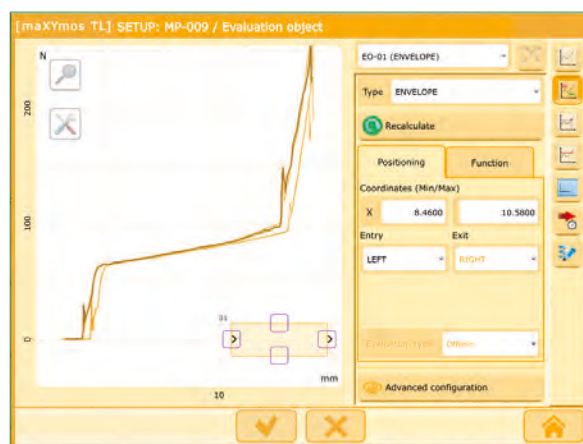 [maXYmos TL] SETUP: MP-009 / Evaluation object
N
200
100
0
10
mm
EO-01 (ENVELOPE)
Type ENVELOPE
Recalculate
Positioning Function
Coordinates (Min/Max)
X 8.4600 10.5800
Entry Exit
LEFT RIGHT
Evaluation type Offline
Advanced configuration